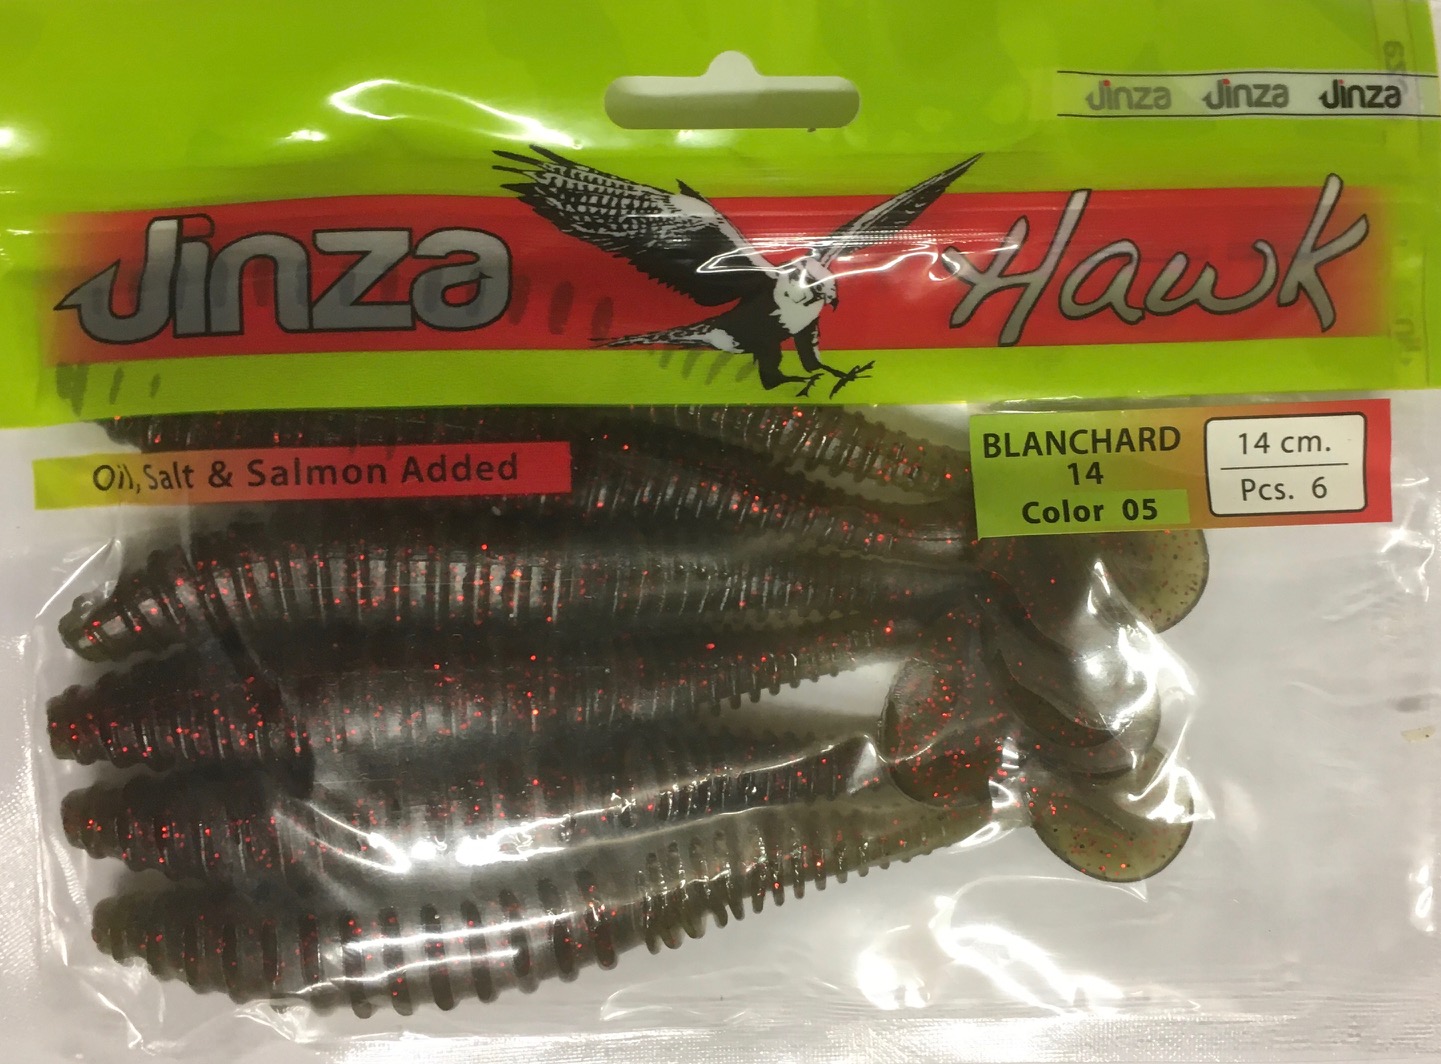 Jinza Jinza Jinza
Jinza Hawk
Oil, Salt & Salmon Added
BLANCHARD
14
Color 05
14 cm.
Pcs. 6